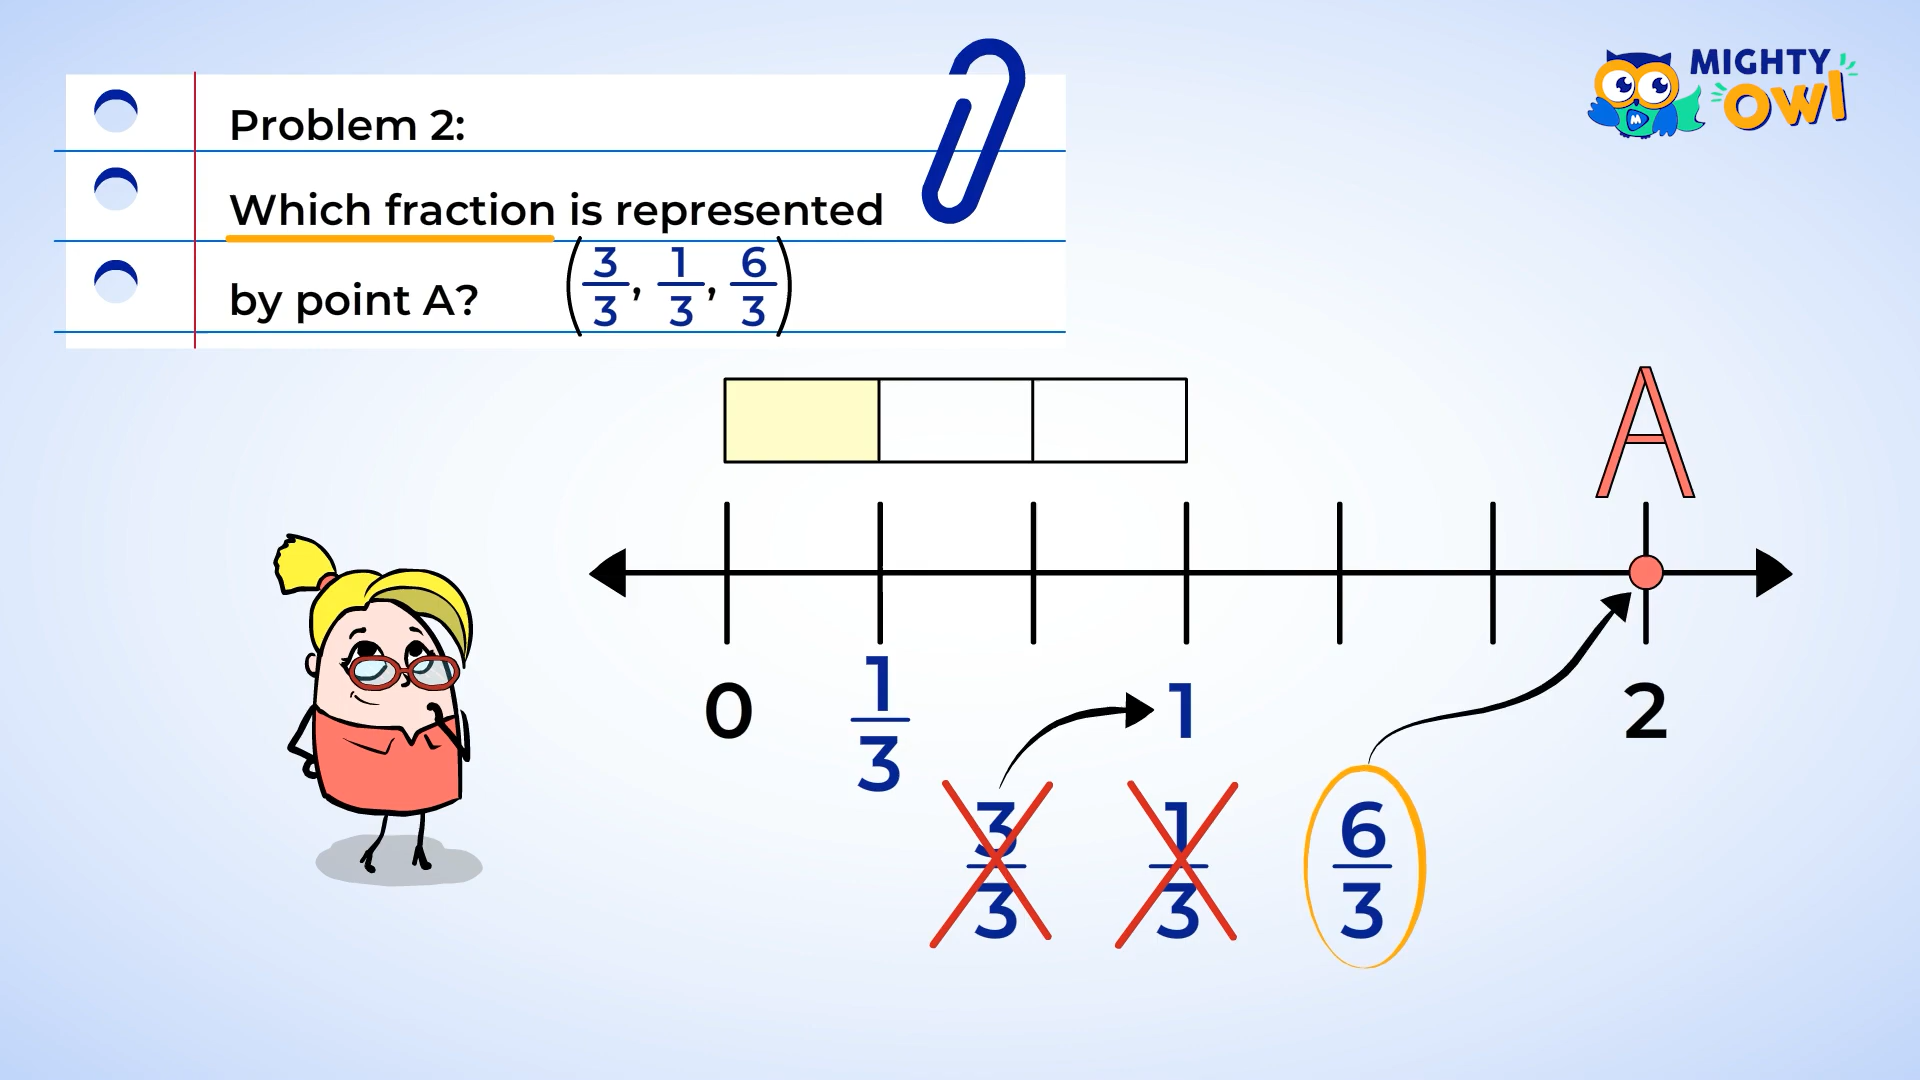 MIGHTY
OWl
Problem 2:
Which fraction is represented
by point A? (3/3, 1/3, 6/3)
A
0 1/3 1 2
3/3 1/3 6/3